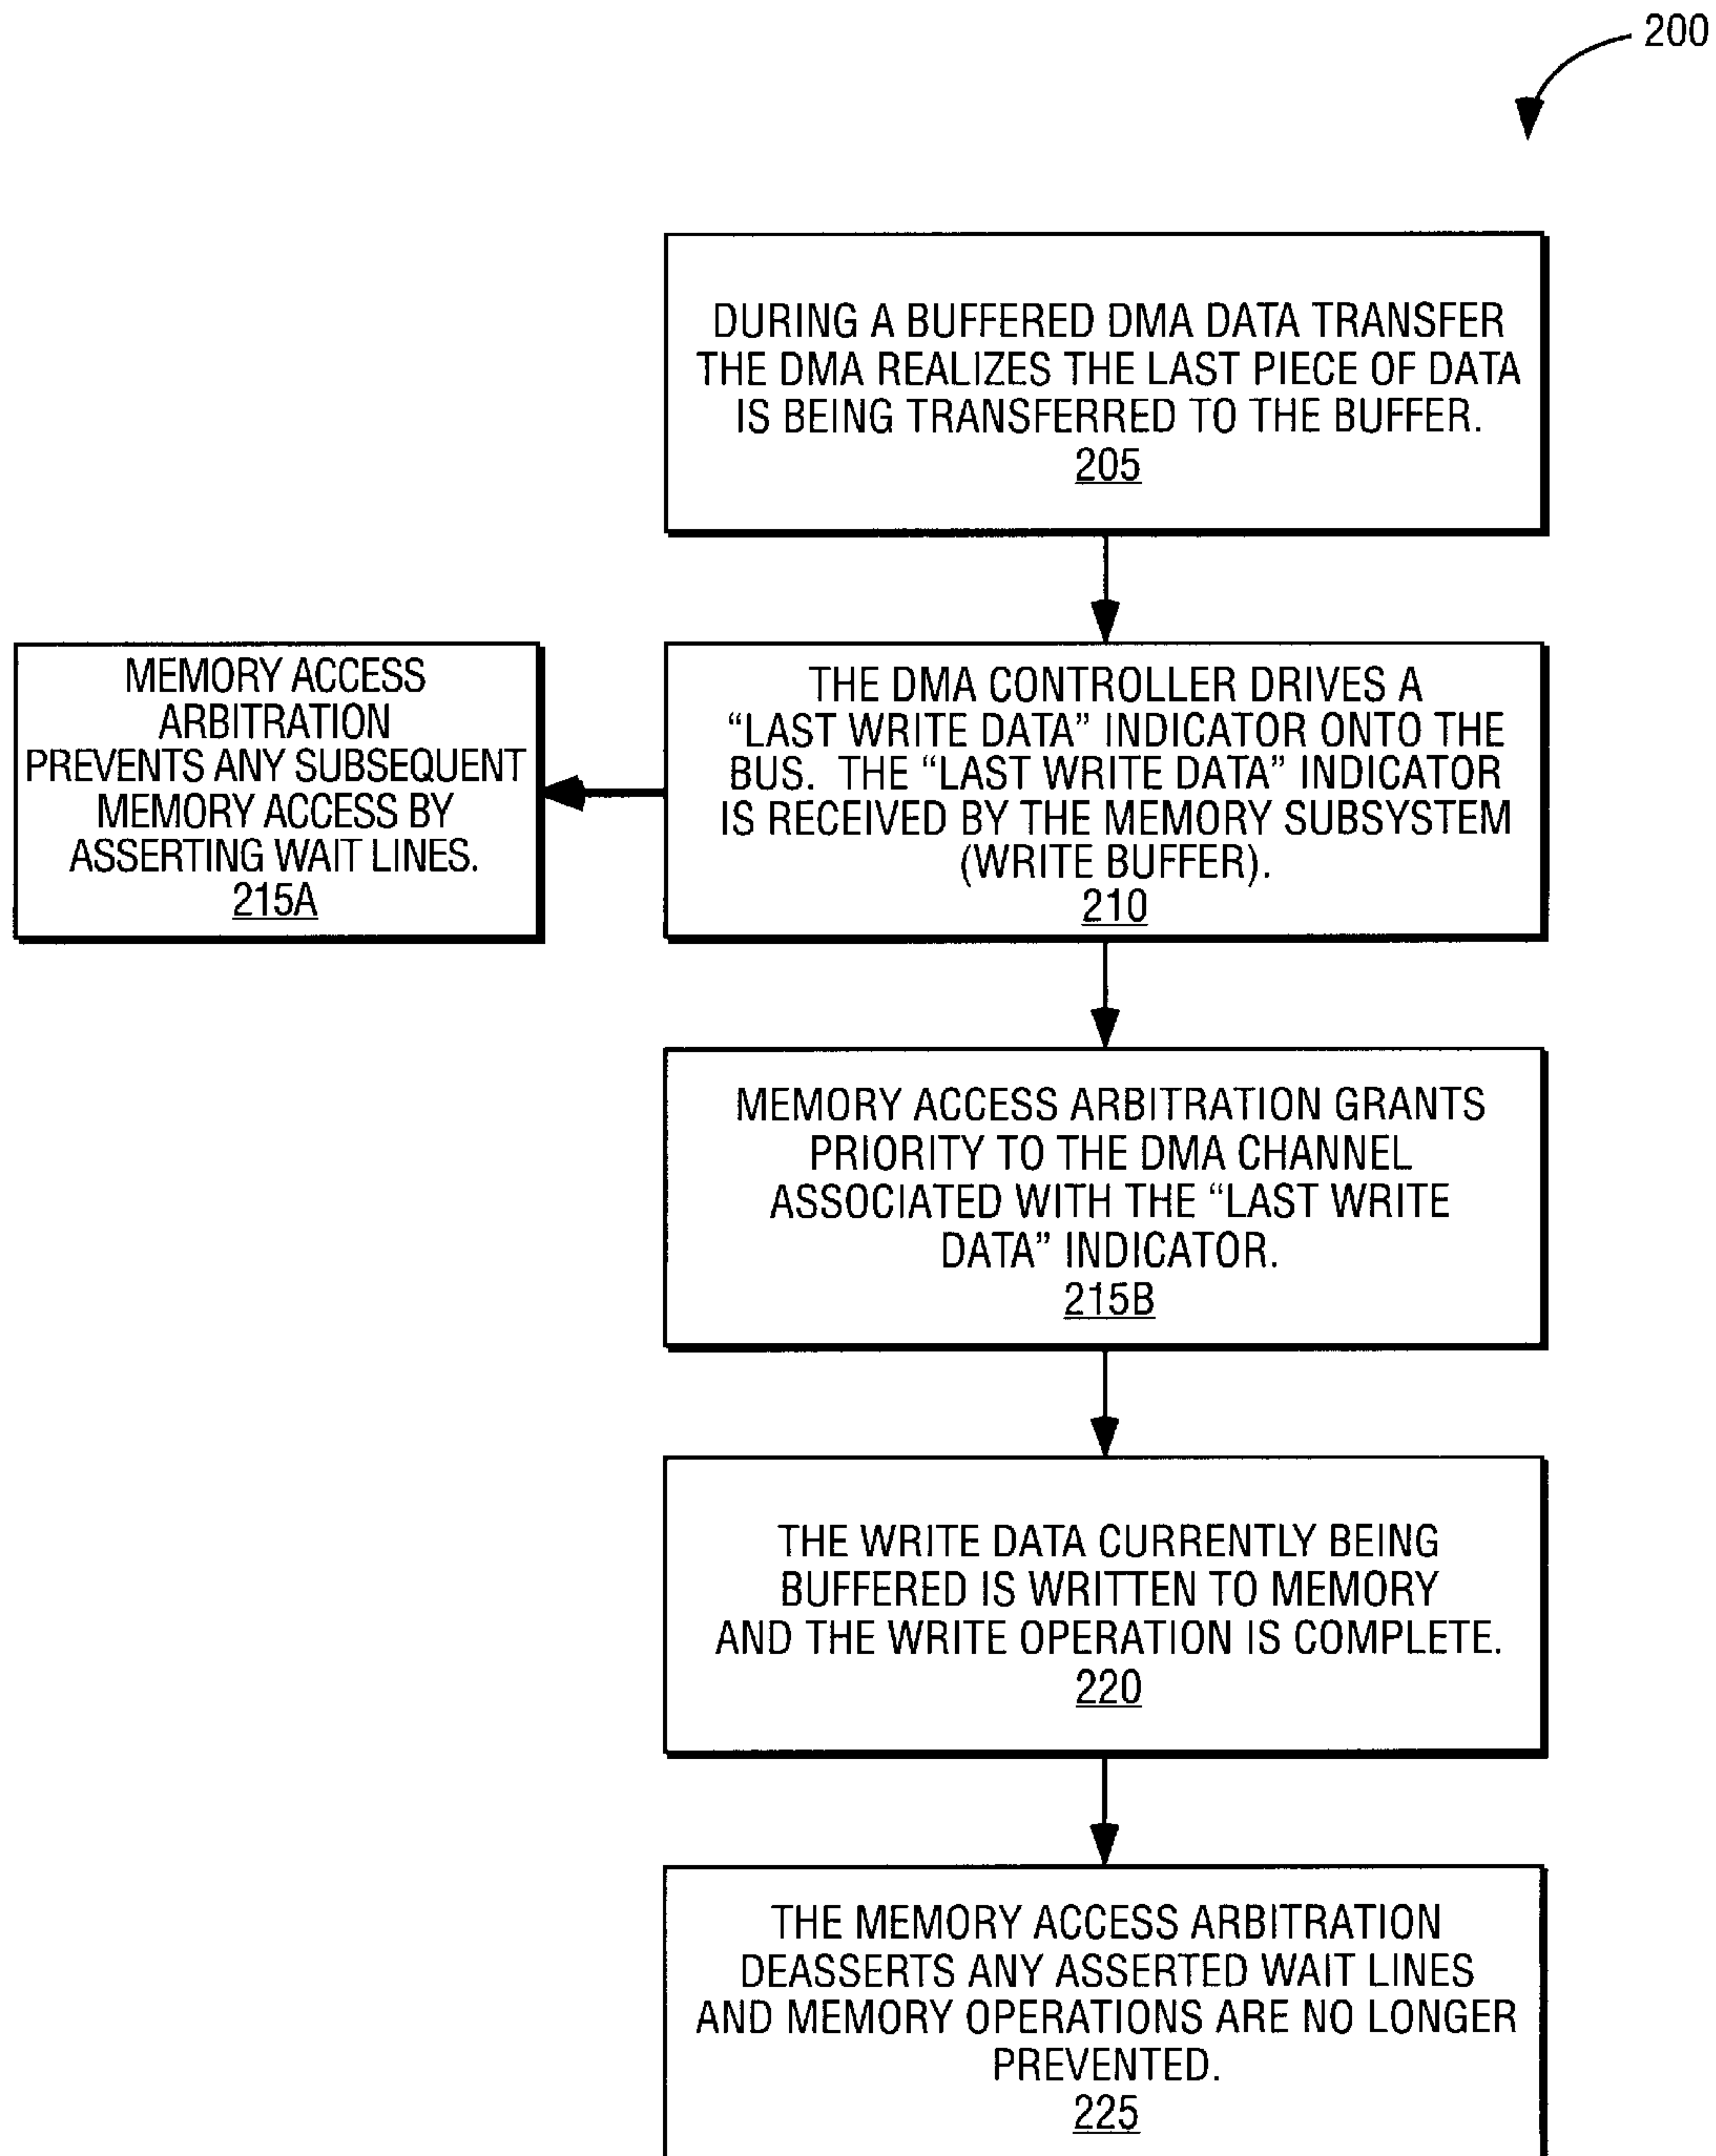 200
DURING A BUFFERED DMA DATA TRANSFER
THE DMA REALIZES THE LAST PIECE OF DATA
IS BEING TRANSFERRED TO THE BUFFER.
205
MEMORY ACCESS
ARBITRATION
PREVENTS ANY SUBSEQUENT
MEMORY ACCESS BY
ASSERTING WAIT LINES.
215A
THE DMA CONTROLLER DRIVES A
“LAST WRITE DATA” INDICATOR ONTO THE
BUS. THE “LAST WRITE DATA” INDICATOR
IS RECEIVED BY THE MEMORY SUBSYSTEM
(WRITE BUFFER).
210
MEMORY ACCESS ARBITRATION GRANTS
PRIORITY TO THE DMA CHANNEL
ASSOCIATED WITH THE “LAST WRITE
DATA” INDICATOR.
215B
THE WRITE DATA CURRENTLY BEING
BUFFERED IS WRITTEN TO MEMORY
AND THE WRITE OPERATION IS COMPLETE.
220
THE MEMORY ACCESS ARBITRATION
DEASSERTS ANY ASSERTED WAIT LINES
AND MEMORY OPERATIONS ARE NO LONGER
PREVENTED.
225